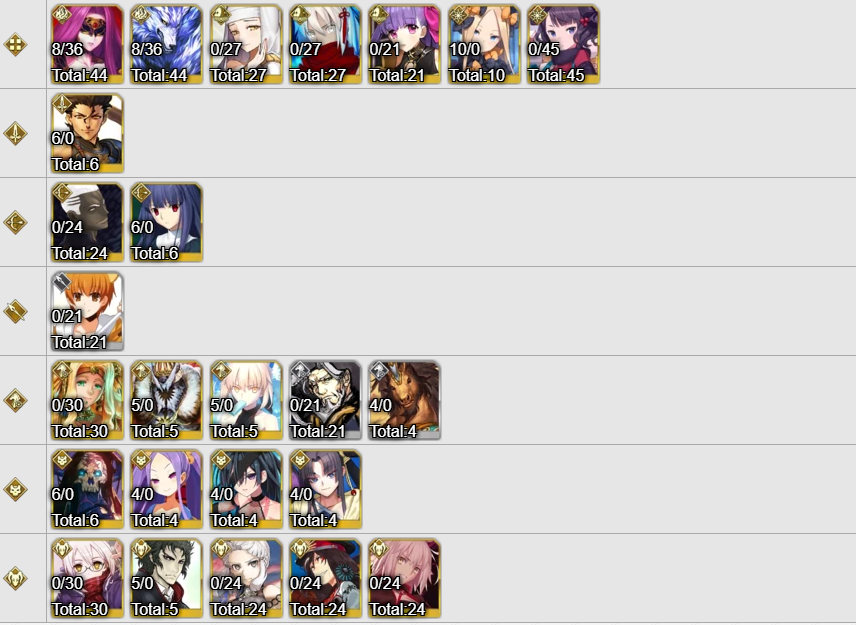 8/36 8/36 0/27 0/27 0/21 10/0 0/45
Total:44 Total:44 Total:27 Total:27 Total:21 Total:10 Total:45
6/0
Total:6
0/24 6/0
Total:24 Total:6
0/21
Total:21
0/30 5/0 5/0 0/21 4/0
Total:30 Total:5 Total:5 Total:21 Total:4
6/0 4/0 4/0 4/0
Total:6 Total:4 Total:4 Total:4
0/30 5/0 0/24 0/24 0/24
Total:30 Total:5 Total:24 Total:24 Total:24